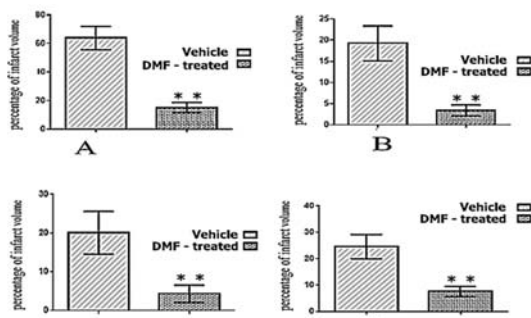 percentage of infarct volume
80
60
40
20
0
Vehicle
DMF - treated
**
A
percentage of infarct volume
25
20
15
10
5
0
Vehicle
DMF - treated
**
B
percentage of infarct volume
30
20
10
0
Vehicle
DMF - treated
**
percentage of infarct volume
40
30
20
10
0
Vehicle
DMF - treated
**